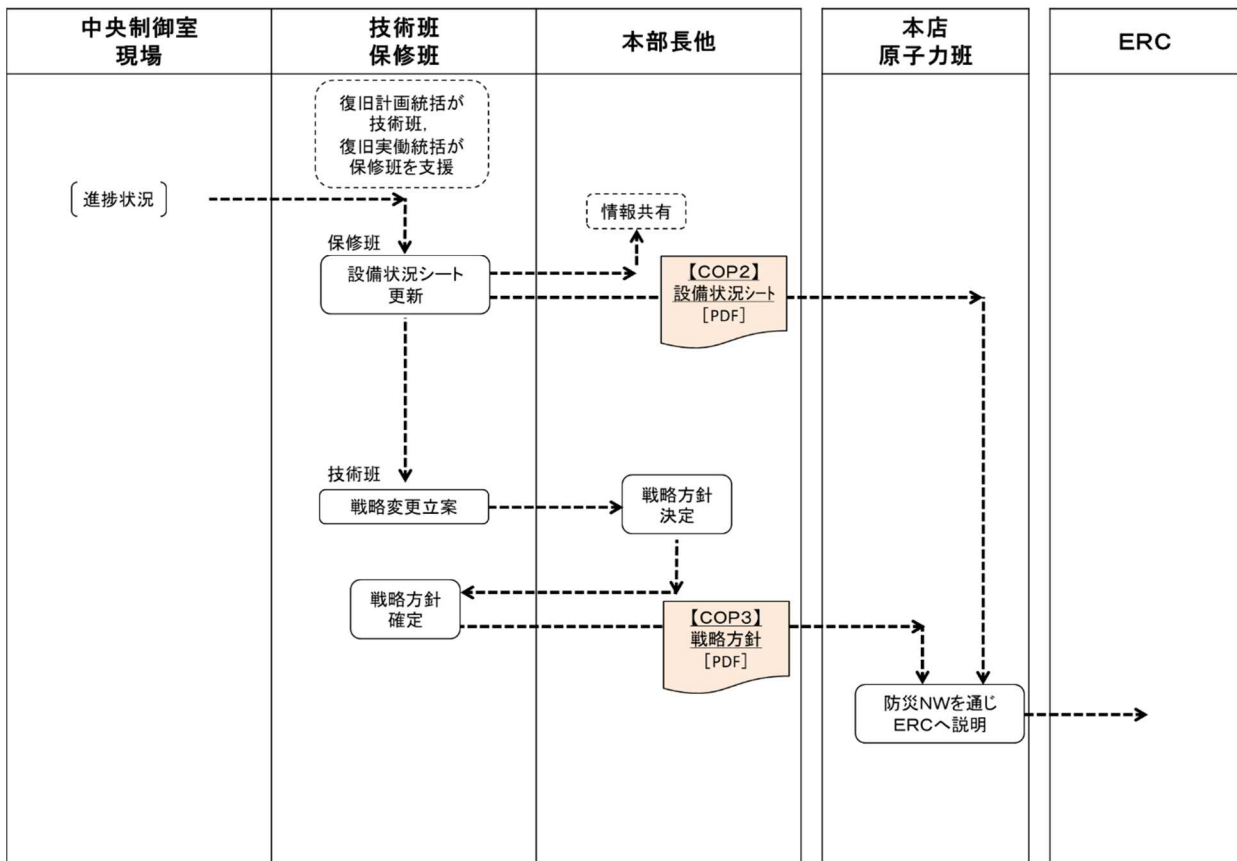 中央制御室
現場
技術班
保修班
本部長他
本店
原子力班
ERC
復旧計画統括が
技術班,
復旧実働統括が
保修班を支援
進捗状況
情報共有
保修班
設備状況シート
更新
【COP2】
設備状況シート
[PDF]
技術班
戦略変更立案
戦略方針
決定
戦略方針
確定
【COP3】
戦略方針
[PDF]
防災NWを通じ
ERCへ説明